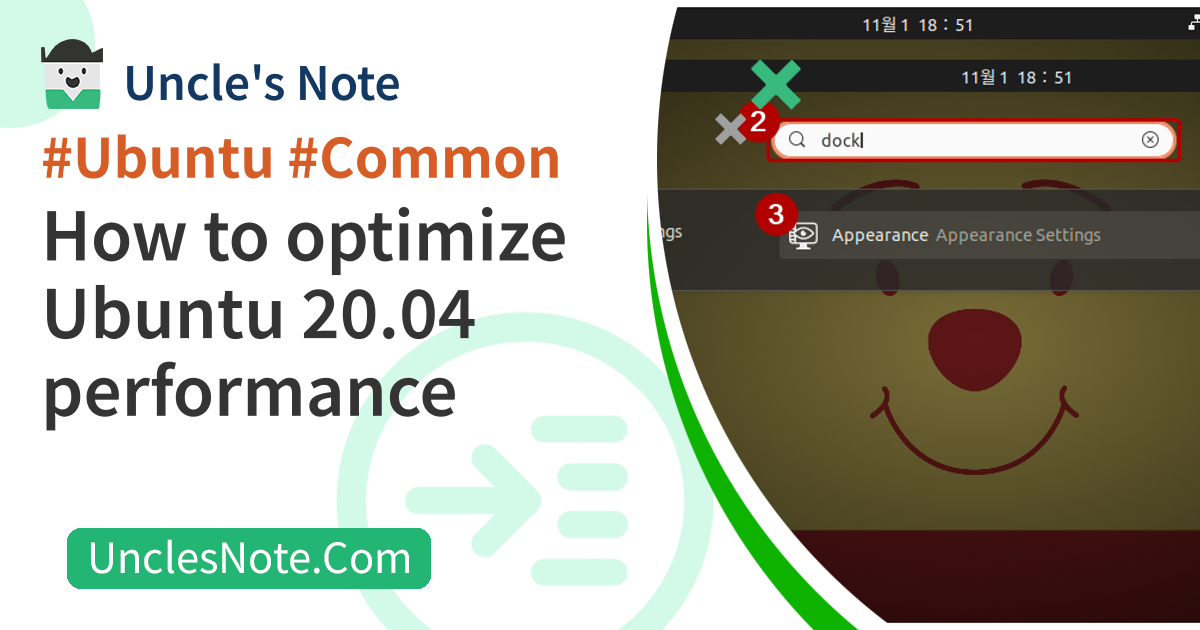 Uncle's Note
#Ubuntu #Common
How to optimize
Ubuntu 20.04
performance
UnclesNote.Com
11월 1 18 : 51
11월 1 18 : 51
2
dock
3
ngs
Appearance Appearance Settings